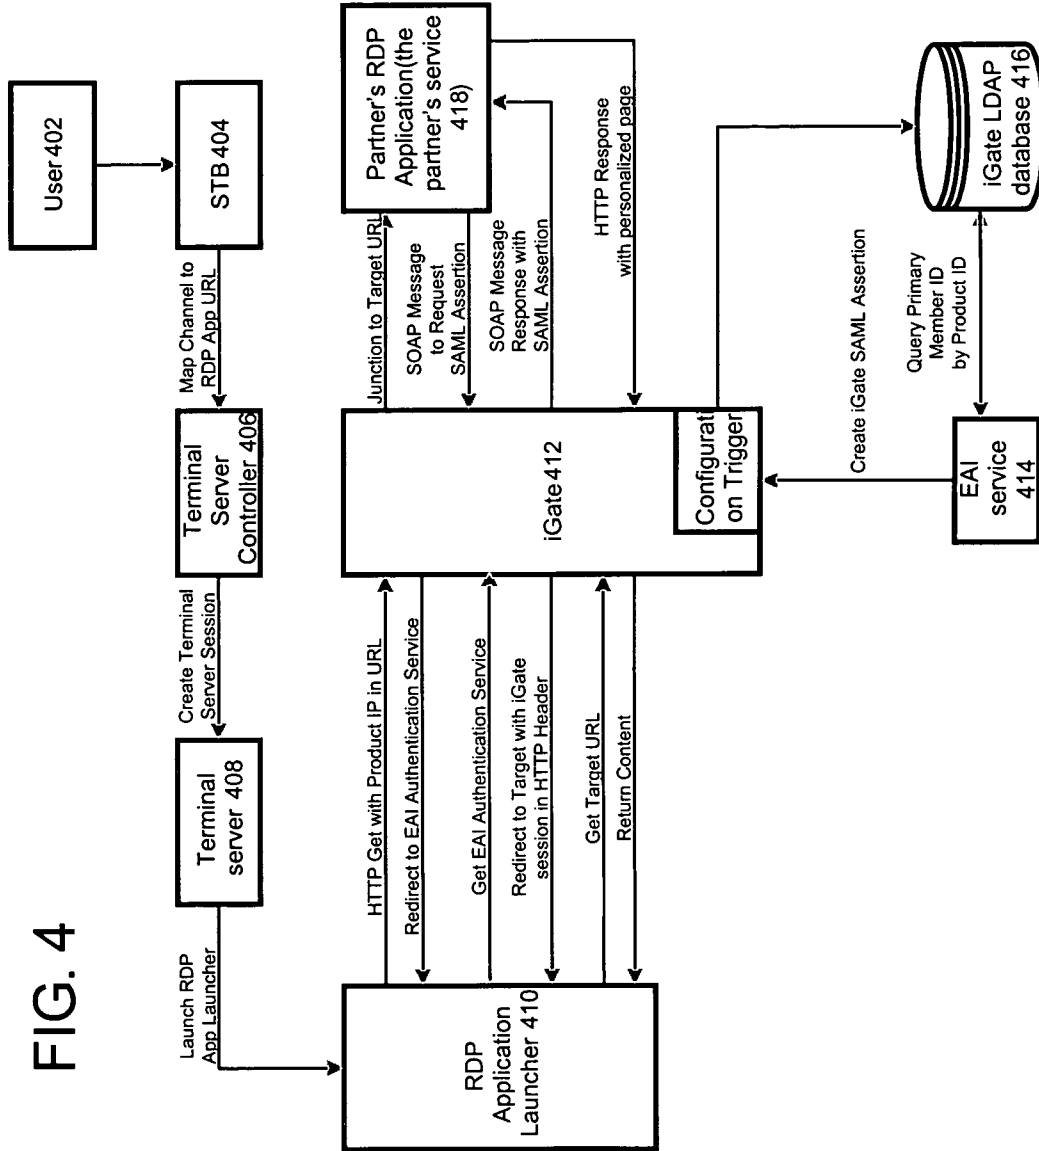 FIG. 4
User 402
STB 404
Map Channel to
RDP App URL
Terminal
Server
Controller 406
Create Terminal
Server Session
Terminal
server 408
Launch RDP
App Launcher
RDP
Application
Launcher 410
HTTP Get with Product IP in URL
Redirect to EAI Authentication Service
Get EAI Authentication Service
Redirect to Target with iGate
session in HTTP Header
Get Target URL
Return Content
iGate 412
Configurati
on Trigger
Junction to Target URL
SOAP Message
to Request
SAML Assertion
SOAP Message
Response with
SAML Assertion
HTTP Response
with personalized page
Partner's RDP
Application(the
partner's service
418)
Create iGate SAML Assertion
EAI
service
414
Query Primary
Member ID
by Product ID
iGate LDAP
database 416